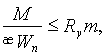 M / æ W_n ≤ R_y m,